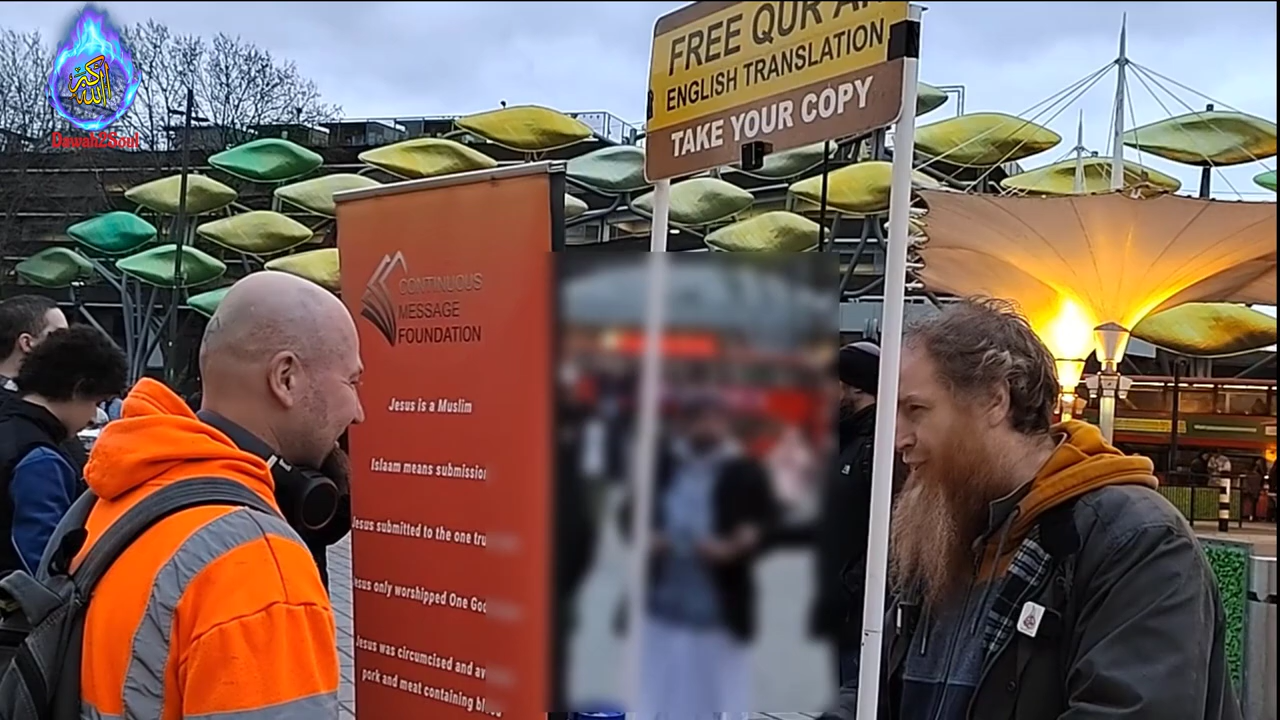 الله أكبر
Dawah2Soul
FREE QUR'AN
ENGLISH TRANSLATION
TAKE YOUR COPY
CONTINUOUS
MESSAGE
FOUNDATION
Jesus is a Muslim
Islaam means submission
Jesus submitted to the one
Jesus only worshipped One God
Jesus was circumcised and
pork and meat containing